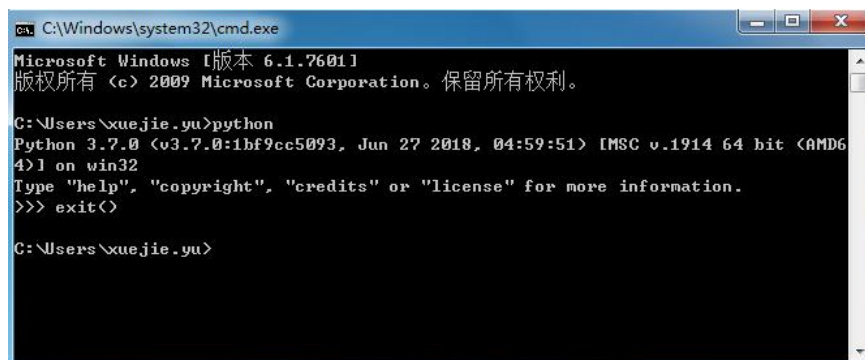 C:\Windows\system32\cmd.exe
Microsoft Windows [版本 6.1.7601]
版权所有 (c) 2009 Microsoft Corporation。保留所有权利。
C:\Users\xuejie.yu>python
Python 3.7.0 (v3.7.0:1bf9cc5093, Jun 27 2018, 04:59:51) [MSC v.1914 64 bit (AMD6
4)] on win32
Type "help", "copyright", "credits" or "license" for more information.
>>> exit()
C:\Users\xuejie.yu>